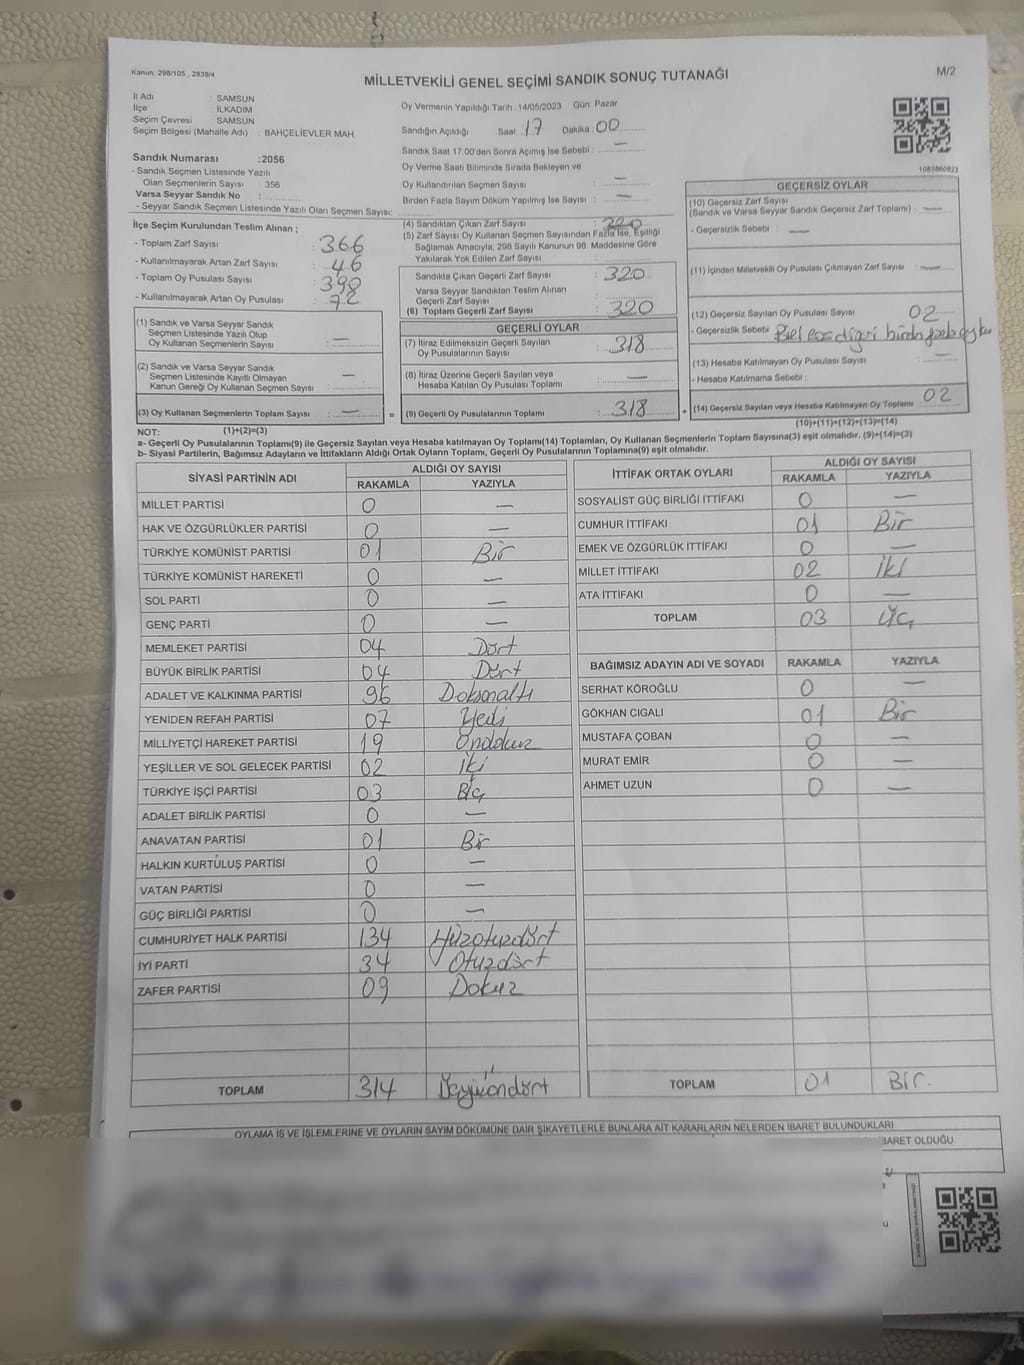 Kanun; 298/105 , 2839/4
MİLLETVEKİLİ GENEL SEÇİMİ SANDIK SONUÇ TUTANAĞI
M/2
İl Adı : SAMSUN
İlçe : İLKADIM
Seçim Çevresi : SAMSUN
Seçim Bölgesi (Mahalle Adı) : BAHÇELİEVLER MAH.
Sandık Numarası :2056
- Sandık Seçmen Listesinde Yazılı
Olan Seçmenlerin Sayısı : 356
Varsa Seyyar Sandık No :
- Seyyar Sandık Seçmen Listesinde Yazılı Olan Seçmen Sayısı:
Oy Vermenin Yapıldığı Tarih :14/05/2023 Gün: Pazar
Sandığın Açıldığı Saat: 17 Dakika: 00
Sandık Saat 17:00'den Sonra Açımış İse Sebebi : —
Oy Verme Saati Bitiminde Sırada Bekleyen ve
Oy Kullandırılan Seçmen Sayısı : —
Birden Fazla Sayım Döküm Yapılmış İse Sayısı : —
1083860823
İlçe Seçim Kurulundan Teslim Alınan ;
- Toplam Zarf Sayısı : 366
- Kullanılmayarak Artan Zarf Sayısı : 46
- Toplam Oy Pusulası Sayısı : 390
- Kullanılmayarak Artan Oy Pusulası : 72
(4) Sandıktan Çıkan Zarf Sayısı : 320
(5) Zarf Sayısı Oy Kullanan Seçmen Sayısından Fazla İse, Eşitliği
Sağlamak Amacıyla; 298 Sayılı Kanunun 98. Maddesine Göre
Yakılarak Yok Edilen Zarf Sayısı :
Sandıkta Çıkan Geçerli Zarf Sayısı : 320
Varsa Seyyar Sandıktan Teslim Alınan
Geçerli Zarf Sayısı :
(6) Toplam Geçerli Zarf Sayısı : 320
GEÇERSİZ OYLAR
(10) Geçersiz Zarf Sayısı
(Sandık ve Varsa Seyyar Sandık Geçersiz Zarf Toplamı) : —
- Geçersizlik Sebebi : —
(11) İçinden Milletvekili Oy Pusulası Çıkmayan Zarf Sayısı : —
(12) Geçersiz Sayılan Oy Pusulası Sayısı : 02
- Geçersizlik Sebebi
(13) Hesaba Katılmayan Oy Pusulası Sayısı : —
- Hesaba Katılmama Sebebi :
(14) Geçersiz Sayılan veya Hesaba Katılmayan Oy Toplamı : 02
(10)+(11)+(12)+(13)=(14)
(1) Sandık ve Varsa Seyyar Sandık
Seçmen Listesinde Yazılı Olup
Oy Kullanan Seçmenlerin Sayısı : —
(2) Sandık ve Varsa Seyyar Sandık
Seçmen Listesinde Kayıtlı Olmayan
Kanun Gereği Oy Kullanan Seçmen Sayısı : —
(3) Oy Kullanan Seçmenlerin Toplam Sayısı : —
=
GEÇERLİ OYLAR
(7) İtiraz Edilmeksizin Geçerli Sayılan
Oy Pusulalarının Sayısı : 318
(8) İtiraz Üzerine Geçerli Sayılan veya
Hesaba Katılan Oy Pusulası Toplamı : —
(9) Geçerli Oy Pusulalarının Toplamı : 318
+
NOT: (1)+(2)=(3)
a- Geçerli Oy Pusulalarının Toplamı(9) ile Geçersiz Sayılan veya Hesaba katılmayan Oy Toplamı(14) Toplamları, Oy Kullanan Seçmenlerin Toplam Sayısına(3) eşit olmalıdır. (9)+(14)=(3)
b- Siyasi Partilerin, Bağımsız Adayların ve İttifakların Aldığı Ortak Oyların Toplamı, Geçerli Oy Pusulalarının Toplamına(9) eşit olmalıdır.
SİYASİ PARTİNİN ADI ALDIĞI OY SAYISI
RAKAMLA YAZIYLA
MİLLET PARTİSİ 0 —
HAK VE ÖZGÜRLÜKLER PARTİSİ 0 —
TÜRKİYE KOMÜNİST PARTİSİ 01 Bir
TÜRKİYE KOMÜNİST HAREKETİ 0 —
SOL PARTİ 0 —
GENÇ PARTİ 0 —
MEMLEKET PARTİSİ 04 Dört
BÜYÜK BİRLİK PARTİSİ 04 Dört
ADALET VE KALKINMA PARTİSİ 96 Doksanaltı
YENİDEN REFAH PARTİSİ 07 Yedi
MİLLİYETÇİ HAREKET PARTİSİ 19 Ondokuz
YEŞİLLER VE SOL GELECEK PARTİSİ 02 İki
TÜRKİYE İŞÇİ PARTİSİ 03
ADALET BİRLİK PARTİSİ 0 —
ANAVATAN PARTİSİ 01 Bir
HALKIN KURTULUŞ PARTİSİ 0 —
VATAN PARTİSİ 0 —
GÜÇ BİRLİĞİ PARTİSİ 0 —
CUMHURİYET HALK PARTİSİ 134 Yüzotuzdört
İYİ PARTİ 34 Otuzdört
ZAFER PARTİSİ 09 Dokuz
TOPLAM 314 Üçyüzondört
İTTİFAK ORTAK OYLARI ALDIĞI OY SAYISI
RAKAMLA YAZIYLA
SOSYALİST GÜÇ BİRLİĞİ İTTİFAKI 0 —
CUMHUR İTTİFAKI 01 Bir
EMEK VE ÖZGÜRLÜK İTTİFAKI 0 —
MİLLET İTTİFAKI 02 İki
ATA İTTİFAKI 0 —
TOPLAM 03 Üç
BAĞIMSIZ ADAYIN ADI VE SOYADI RAKAMLA YAZIYLA
SERHAT KÖROĞLU 0 —
GÖKHAN CIGALI 01 Bir
MUSTAFA ÇOBAN 0 —
MURAT EMİR 0 —
AHMET UZUN 0 —
TOPLAM 01 Bir.
OYLAMA İŞ VE İŞLEMLERİNE VE OYLARIN SAYIM DÖKÜMÜNE DAİR ŞİKAYETLERLE BUNLARA AİT KARARLARIN NELERDEN İBARET BULUNDUKLARI
BARET OLDUĞU